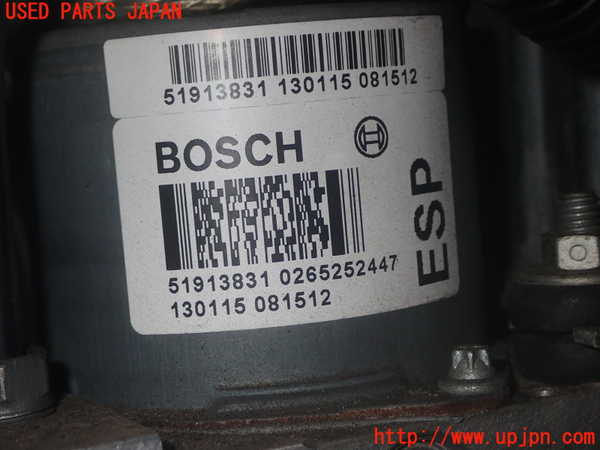 USED PARTS JAPAN
51913831 130115 081512
BOSCH
ESP
51913831 0265252447
130115 081512
http://www.upjpn.com/